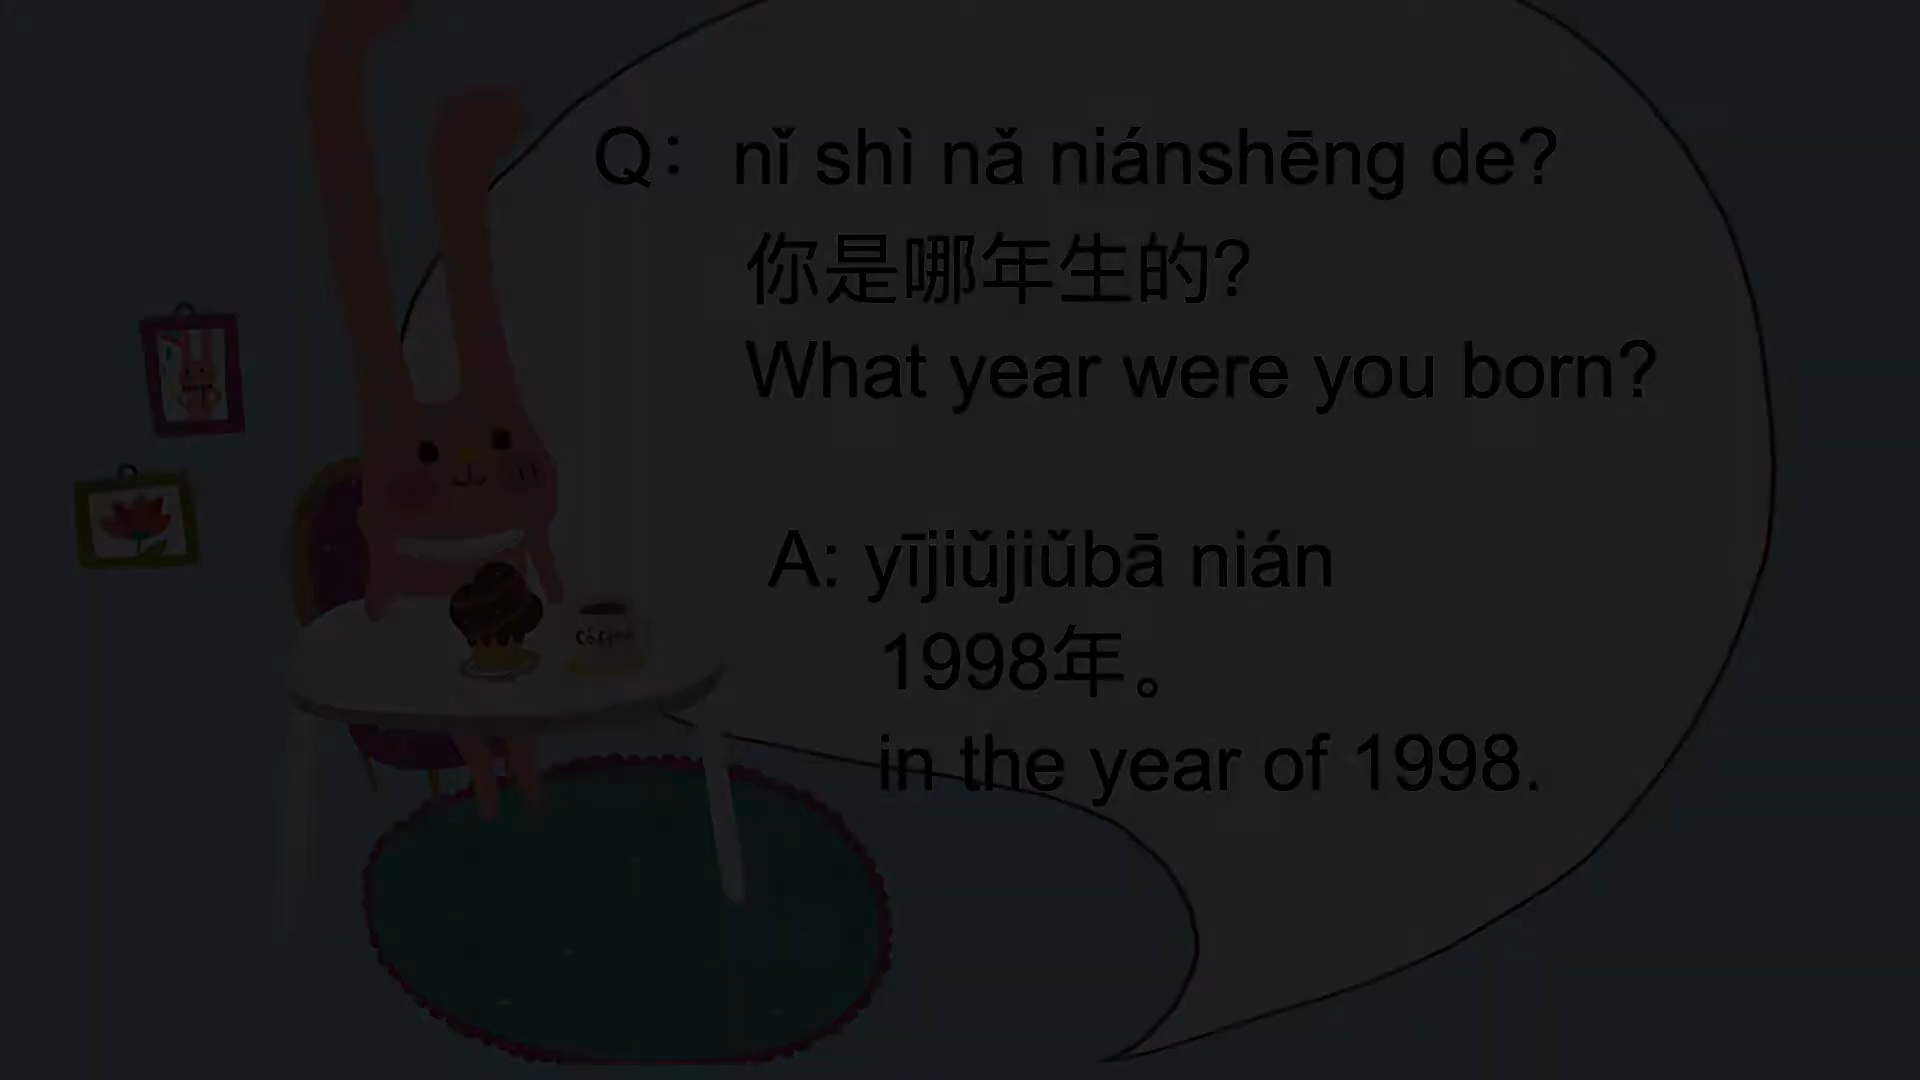 Q: nǐ shì nǎ niánshēng de?
你是哪年生的?
What year were you born?
A: yījiǔjiǔbā nián
1998年。
in the year of 1998.